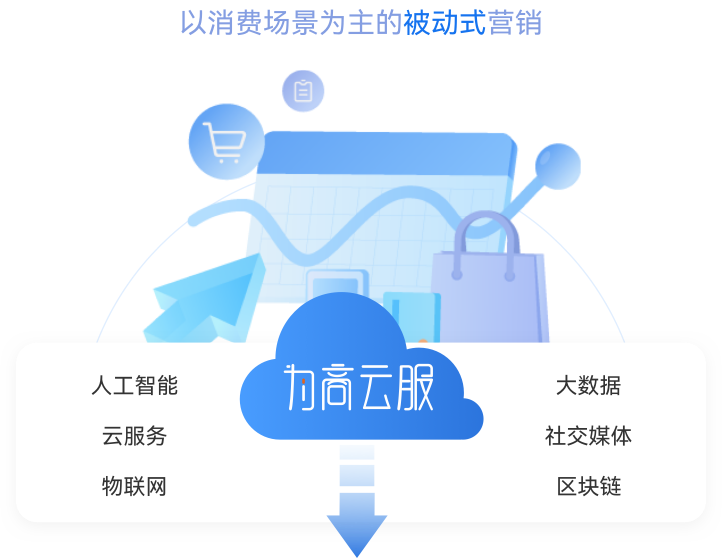 以消费场景为主的被动式营销
为商云服
人工智能
大数据
云服务
社交媒体
物联网
区块链